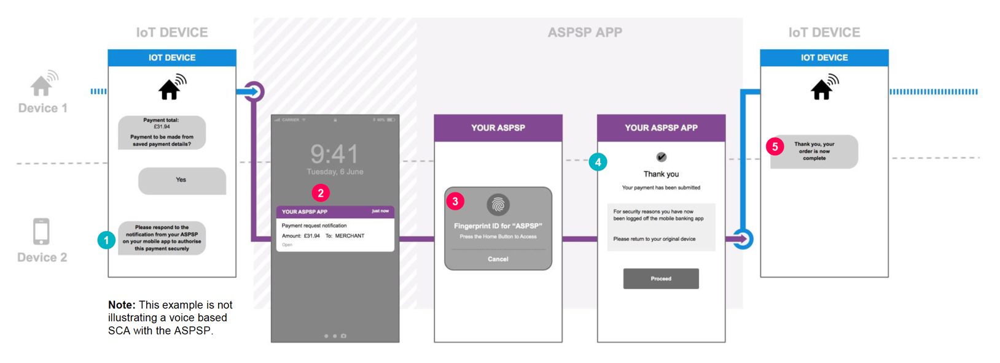 IoT DEVICE
ASPSP APP
IoT DEVICE
Device 1
Device 2
IOT DEVICE
Payment total:
£31.94
Payment to be made from
saved payment details?
Yes
1
Please respond to the
notification from your ASPSP
on your mobile app to authorise
this payment securely
Note: This example is not
illustrating a voice based
SCA with the ASPSP.
CARRIER
80%
9:41
Tuesday, 6 June
2
YOUR ASPSP APP just now
Payment request notification
Amount: £31.94 To: MERCHANT
Open
YOUR ASPSP
3
Fingerprint ID for “ASPSP”
Press the Home Button to Access
Cancel
YOUR ASPSP APP
4
Thank you
Your payment has been submitted
For security reasons you have now
been logged off the mobile banking app
Please return to your original device
Proceed
IOT DEVICE
5
Thank you, your
order is now
complete